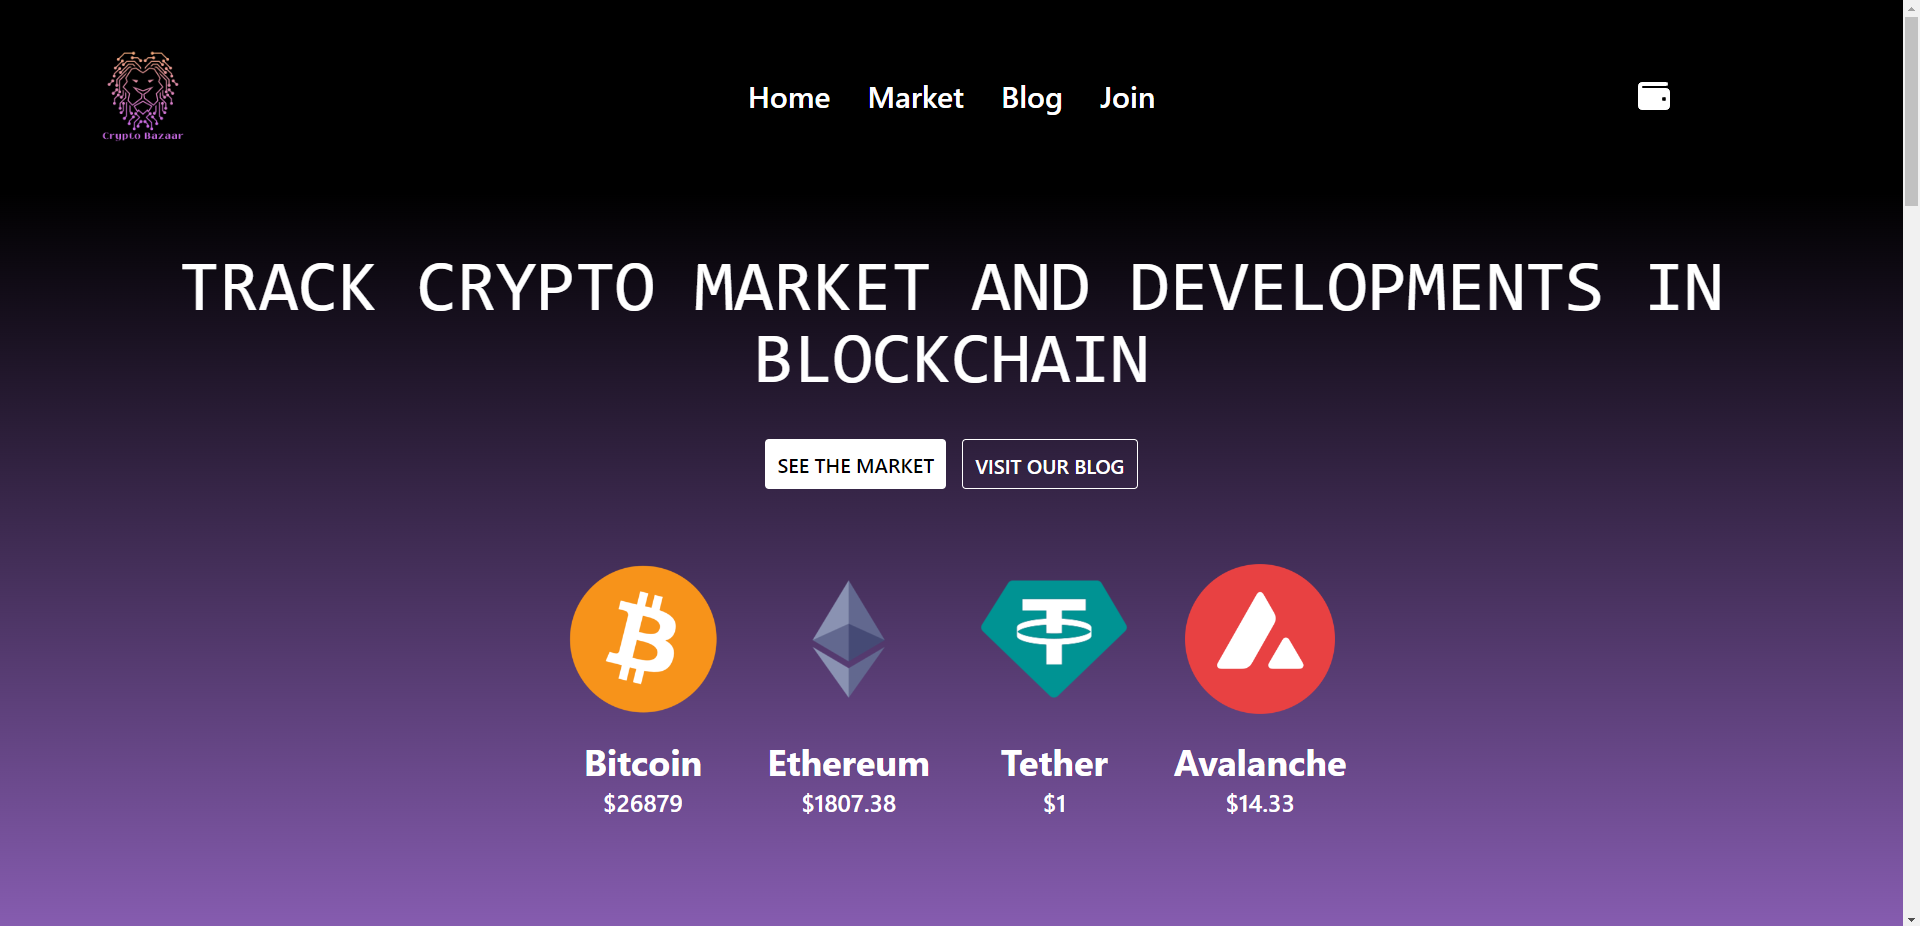 Crypto Bazaar
Home Market Blog Join
TRACK CRYPTO MARKET AND DEVELOPMENTS IN
BLOCKCHAIN
SEE THE MARKET VISIT OUR BLOG
Bitcoin Ethereum Tether Avalanche
$26879 $1807.38 $1 $14.33